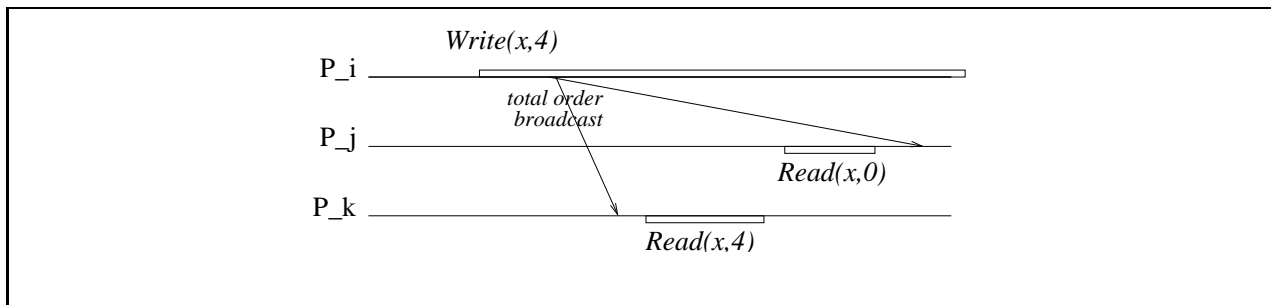 Write(x,4)
P_i
total order
broadcast
P_j
Read(x,0)
P_k
Read(x,4)